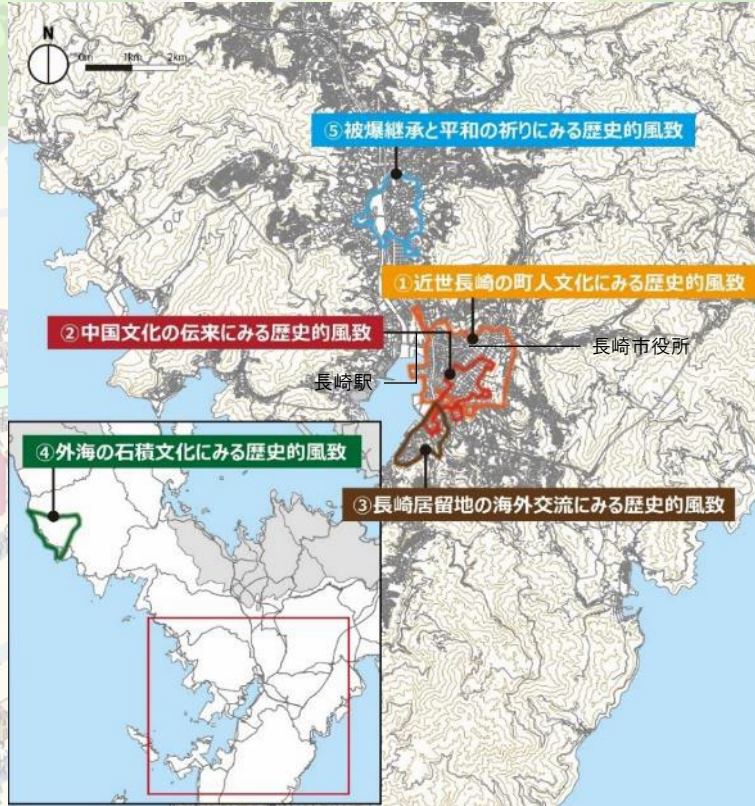 N
0m 1km 2km
⑤被爆継承と平和の祈りにみる歴史的風致
①近世長崎の町人文化にみる歴史的風致
②中国文化の伝来にみる歴史的風致
長崎市役所
長崎駅
④外海の石積文化にみる歴史的風致
③長崎居留地の海外交流にみる歴史的風致